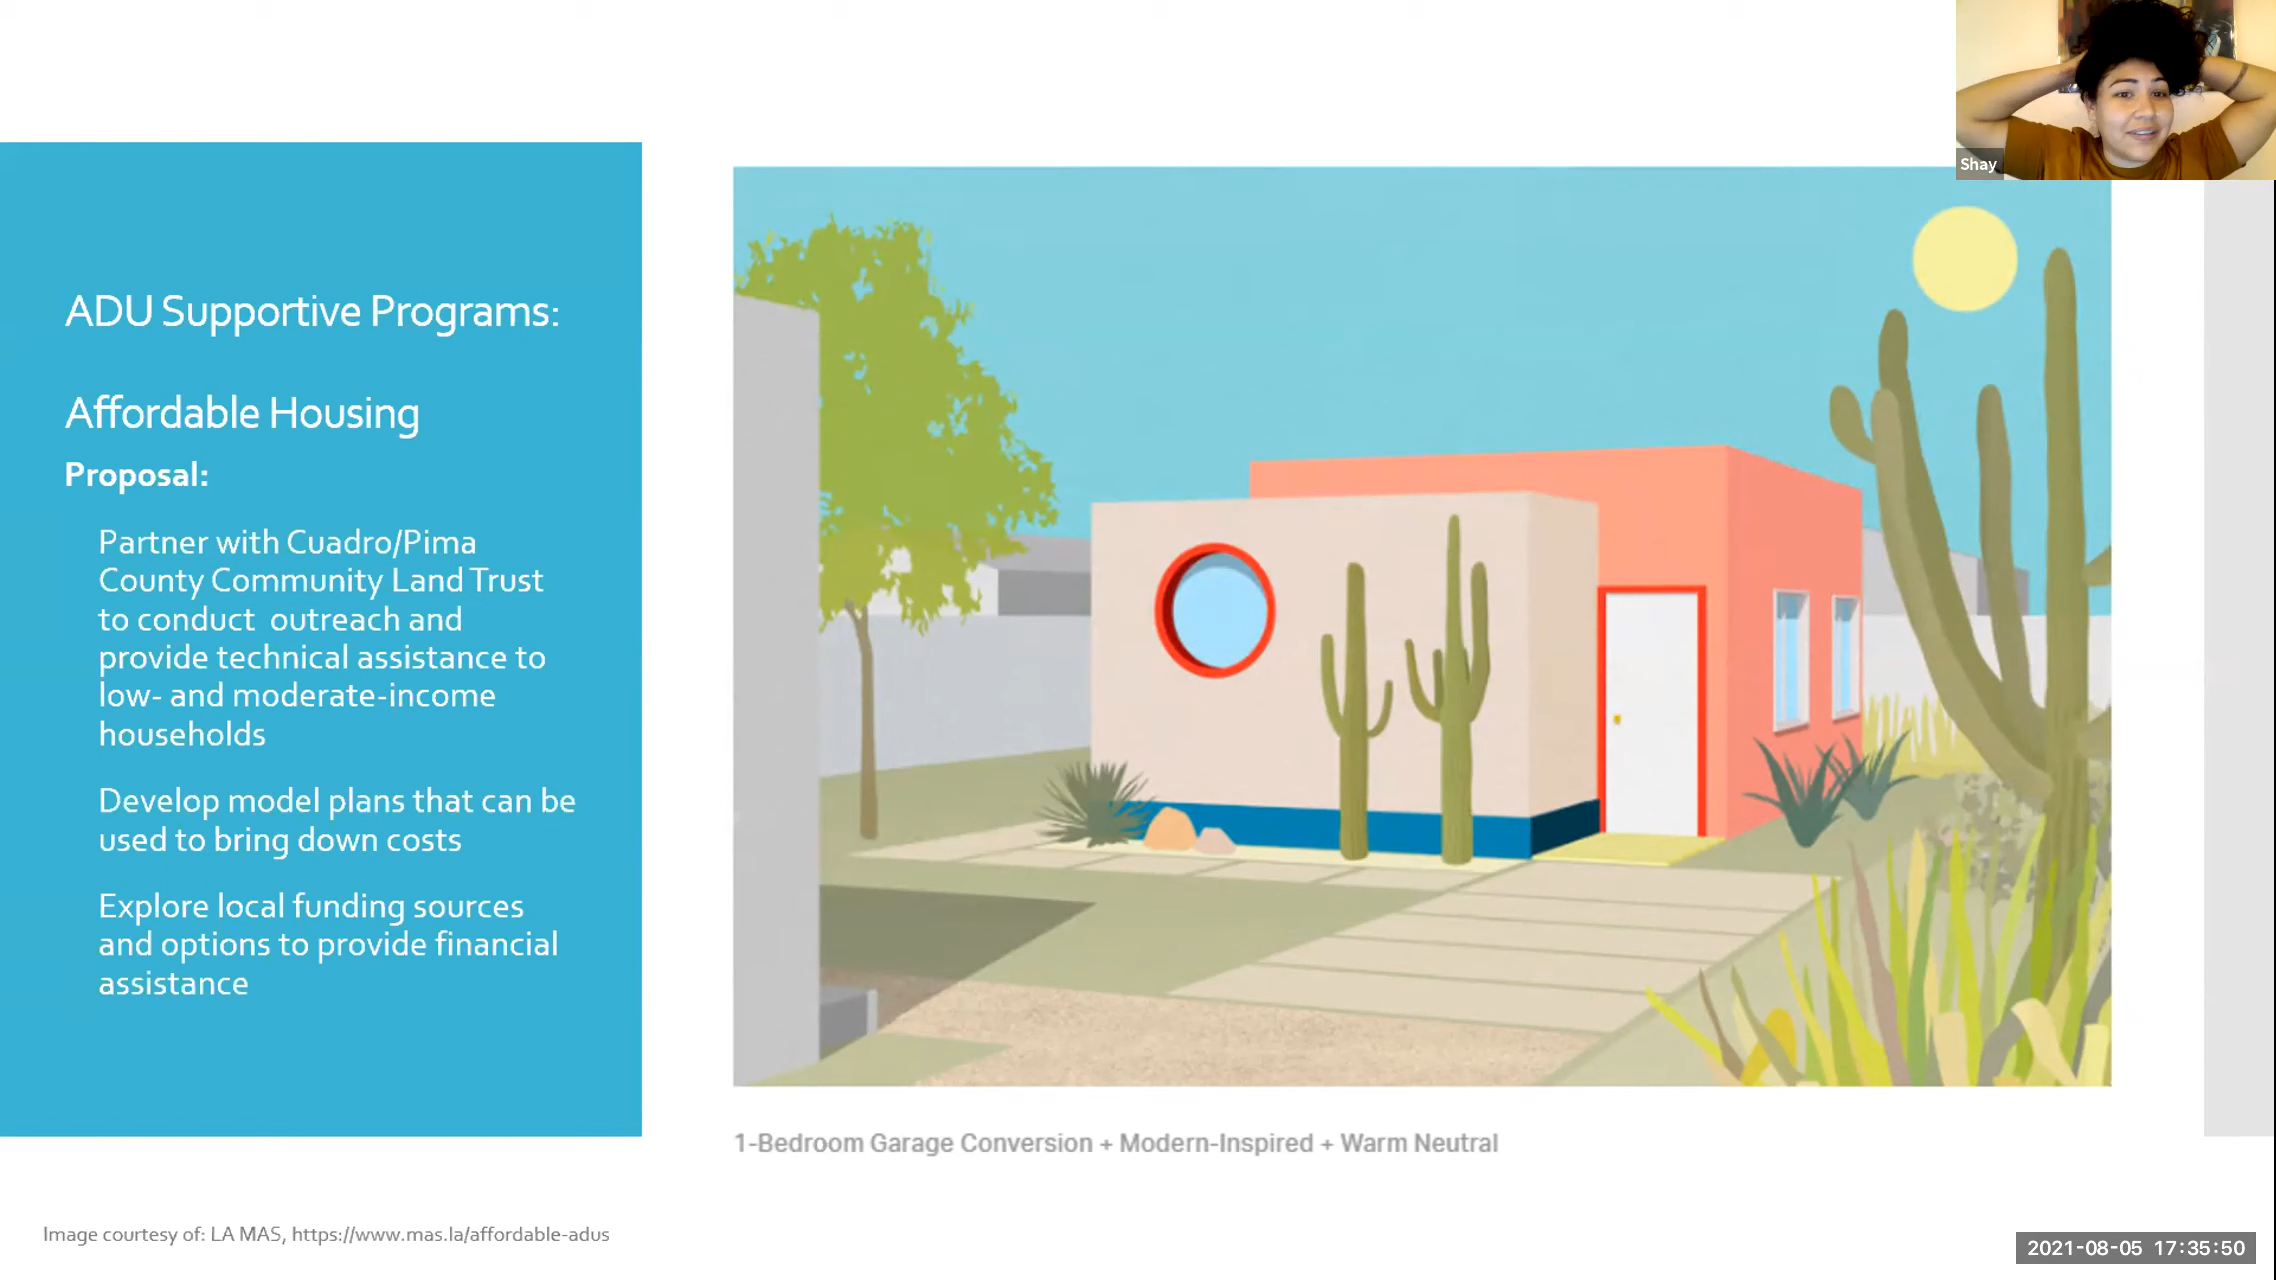 Shay
ADU Supportive Programs:
Affordable Housing
Proposal:
Partner with Cuadro/Pima
County Community Land Trust
to conduct  outreach and
provide technical assistance to
low- and moderate-income
households
Develop model plans that can be
used to bring down costs
Explore local funding sources
and options to provide financial
assistance
1-Bedroom Garage Conversion + Modern-Inspired + Warm Neutral
Image courtesy of: LA MAS, https://www.mas.la/affordable-adus
2021-08-05 17:35:50